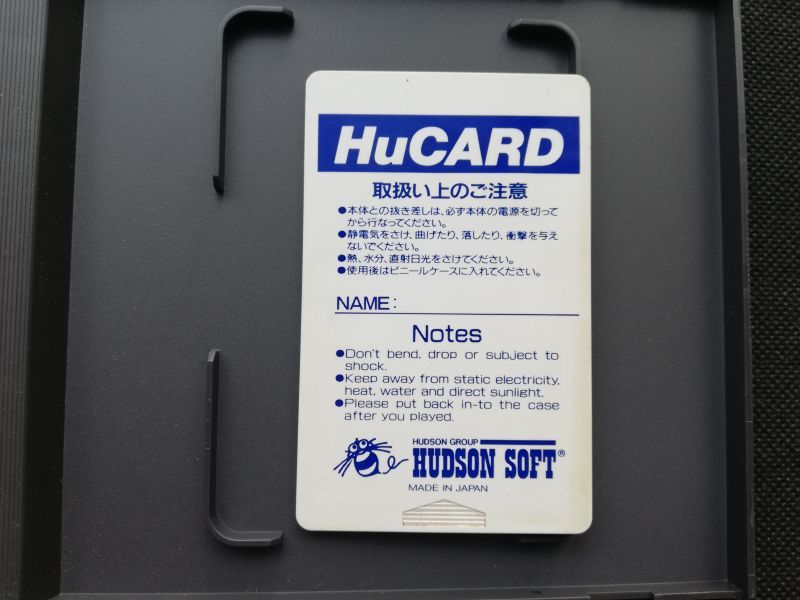 HuCARD
取扱い上のご注意
●本体との抜き差しは、必ず本体の電源を切って
から行なってください。
●静電気をさけ、曲げたり、落したり、衝撃を与え
ないでください。
●熱、水分、直射日光をさけてください。
●使用後はビニールケースに入れてください。
NAME:
Notes
●Don't bend, drop or subject to
shock.
●Keep away from static electricity,
heat, water and direct sunlight.
●Please put back in-to the case
after you played.
HUDSON GROUP
HUDSON SOFT®
MADE IN JAPAN